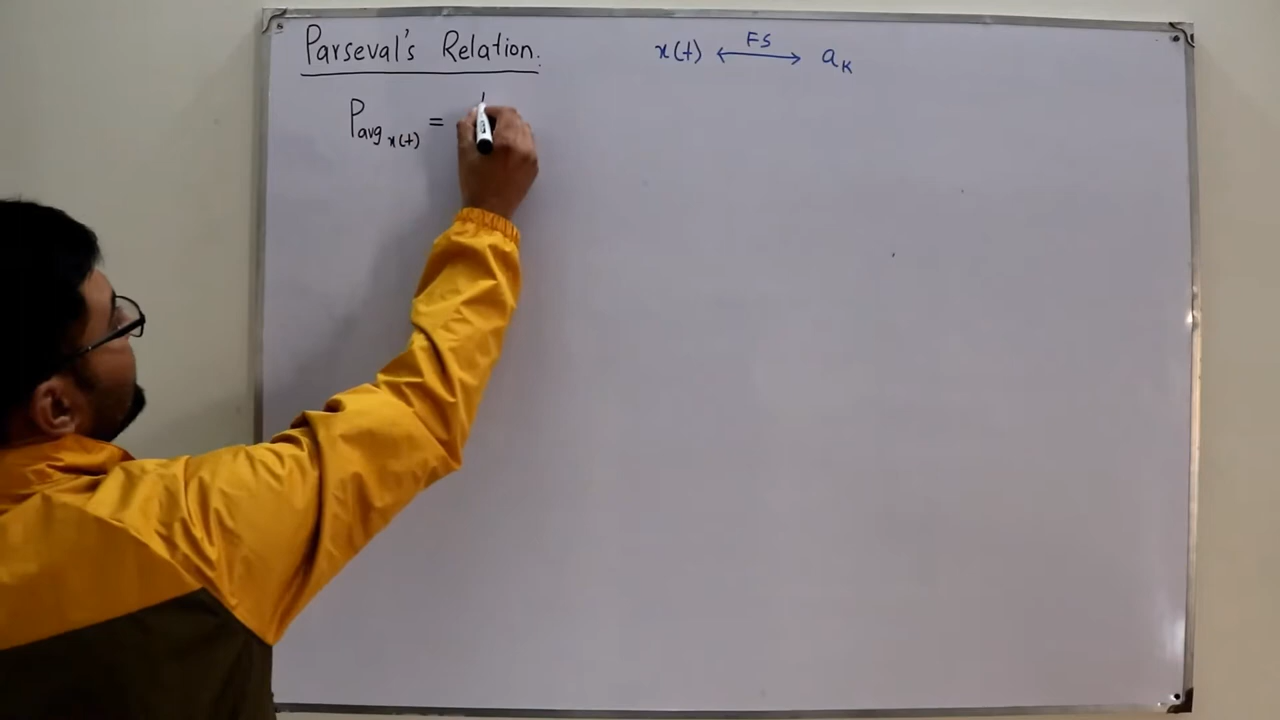 Parseval's Relation.
x(t) ⟷ a_K
FS
P_avg x(t) =